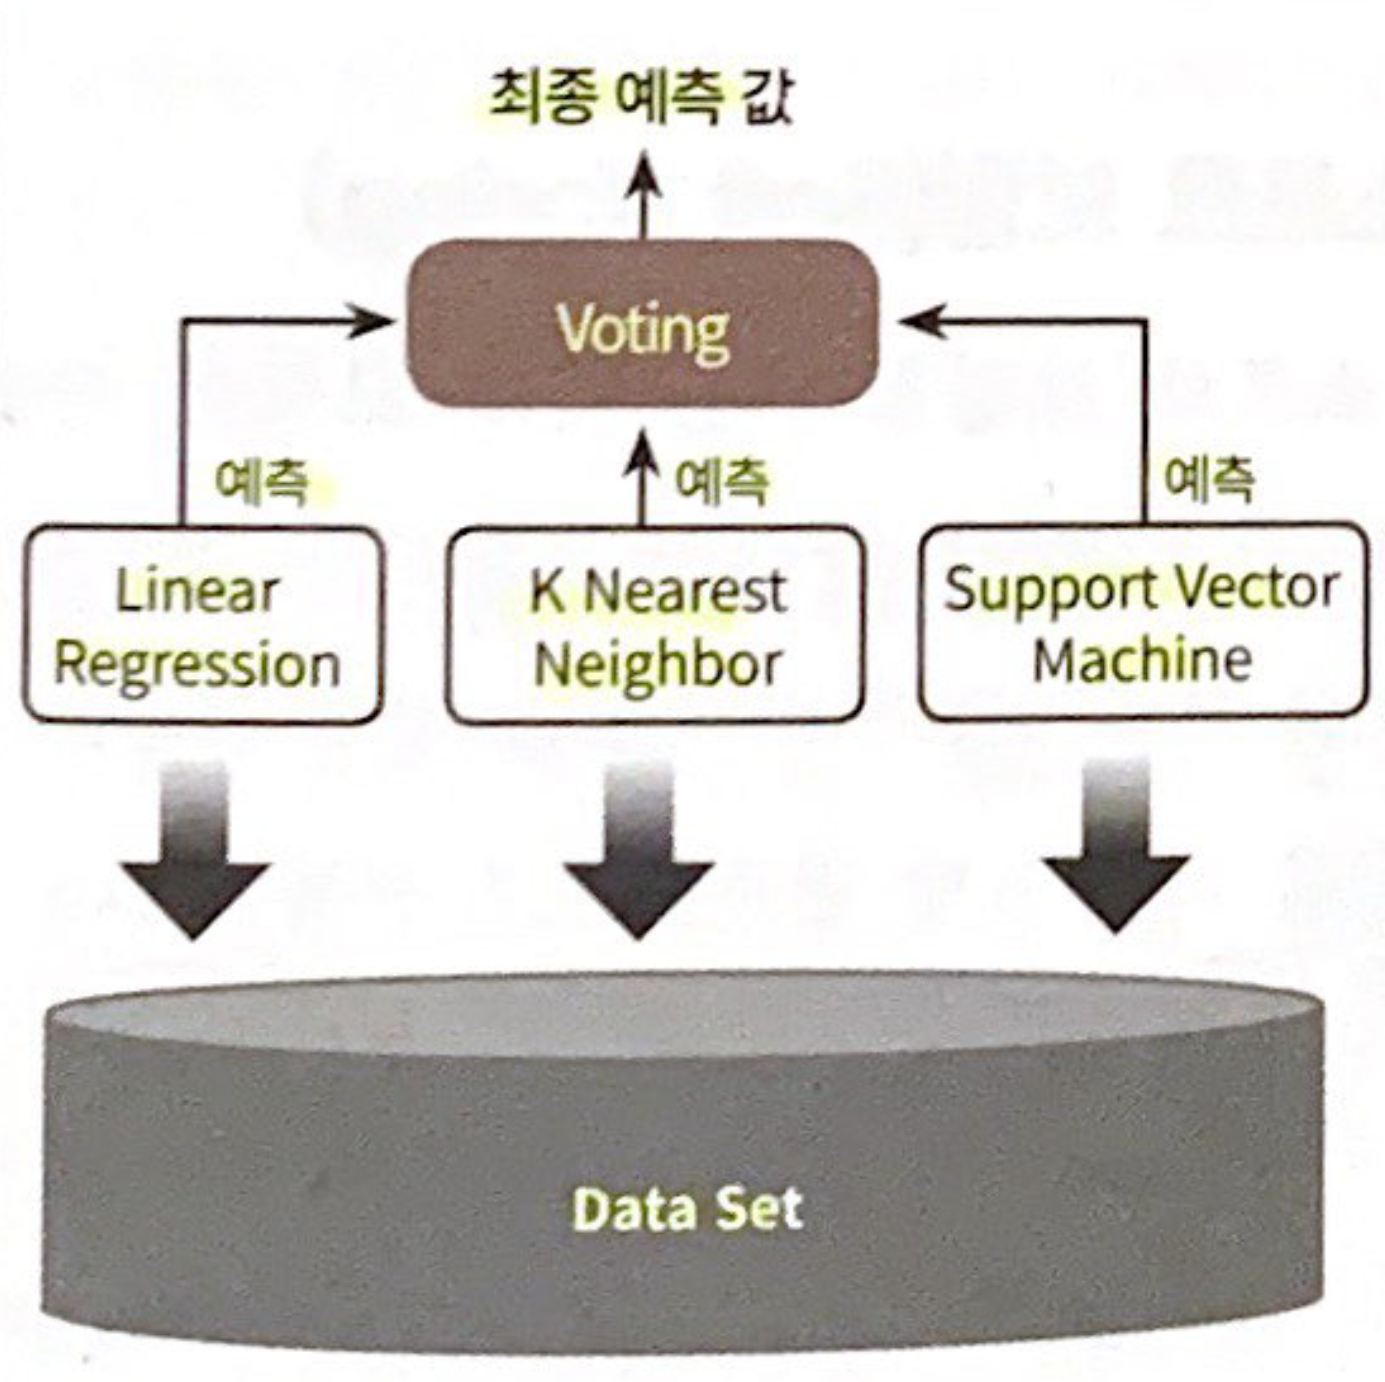 최종 예측 값
Voting
예측
예측
예측
Linear
Regression
K Nearest
Neighbor
Support Vector
Machine
Data Set